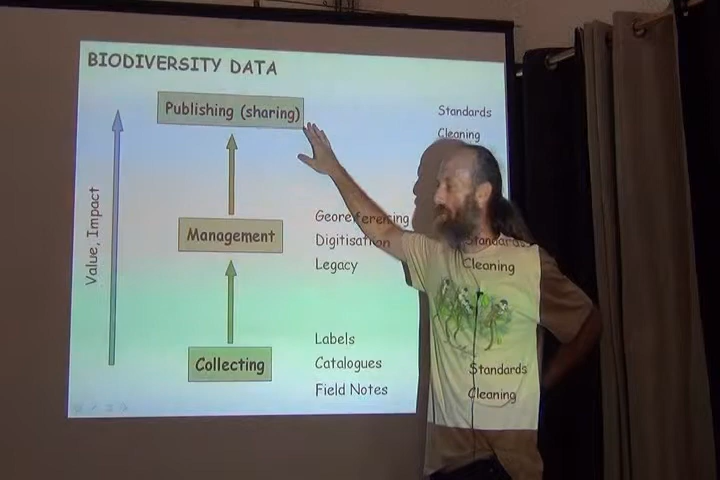 BIODIVERSITY DATA
Publishing (sharing)
Standards
Cleaning
Value, Impact
Management
Georeferencing
Digitisation
Legacy
Standards
Cleaning
Collecting
Labels
Catalogues
Field Notes
Standards
Cleaning